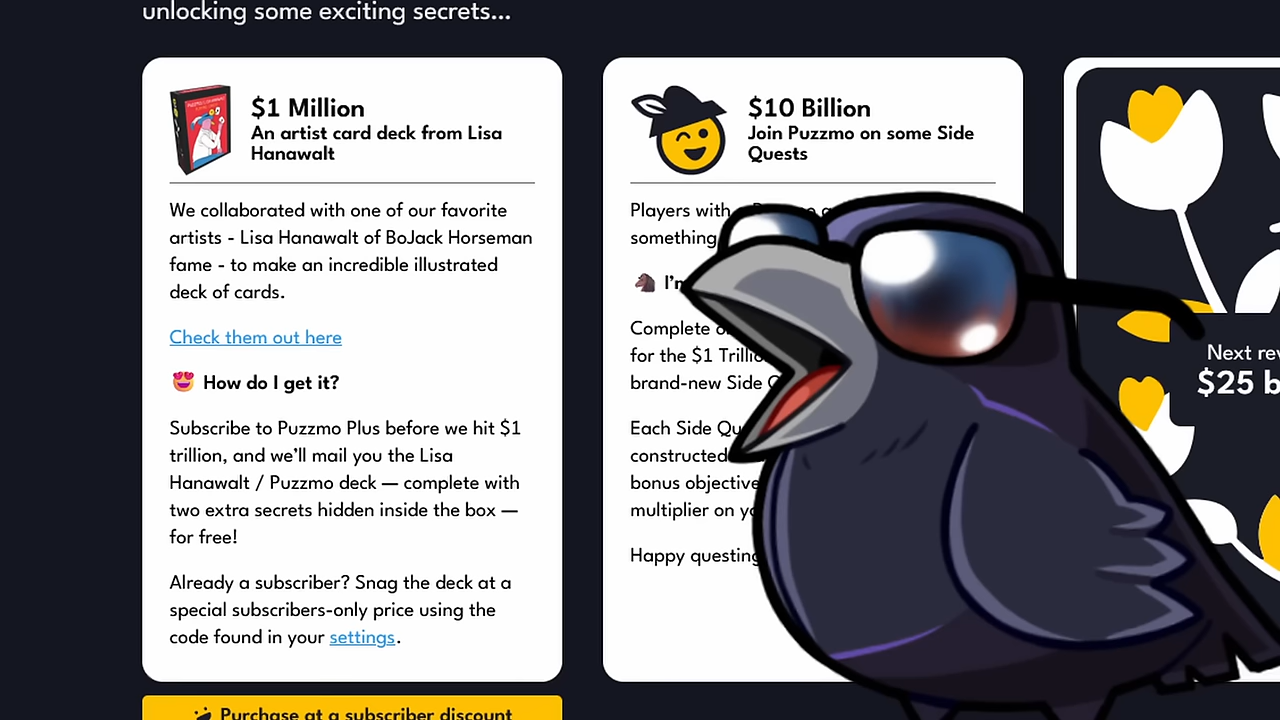 unlocking some exciting secrets...
$1 Million
An artist card deck from Lisa
Hanawalt
We collaborated with one of our favorite
artists - Lisa Hanawalt of BoJack Horseman
fame - to make an incredible illustrated
deck of cards.
Check them out here
How do I get it?
Subscribe to Puzzmo Plus before we hit $1
trillion, and we’ll mail you the Lisa
Hanawalt / Puzzmo deck — complete with
two extra secrets hidden inside the box —
for free!
Already a subscriber? Snag the deck at a
special subscribers-only price using the
code found in your settings.
Purchase at a subscriber discount
$10 Billion
Join Puzzmo on some Side
Quests
Players with
something
I'm
Complete
for the $1
brand-new Side
Each Side
constructed
bonus
multiplier on
Happy questing
Next
$25